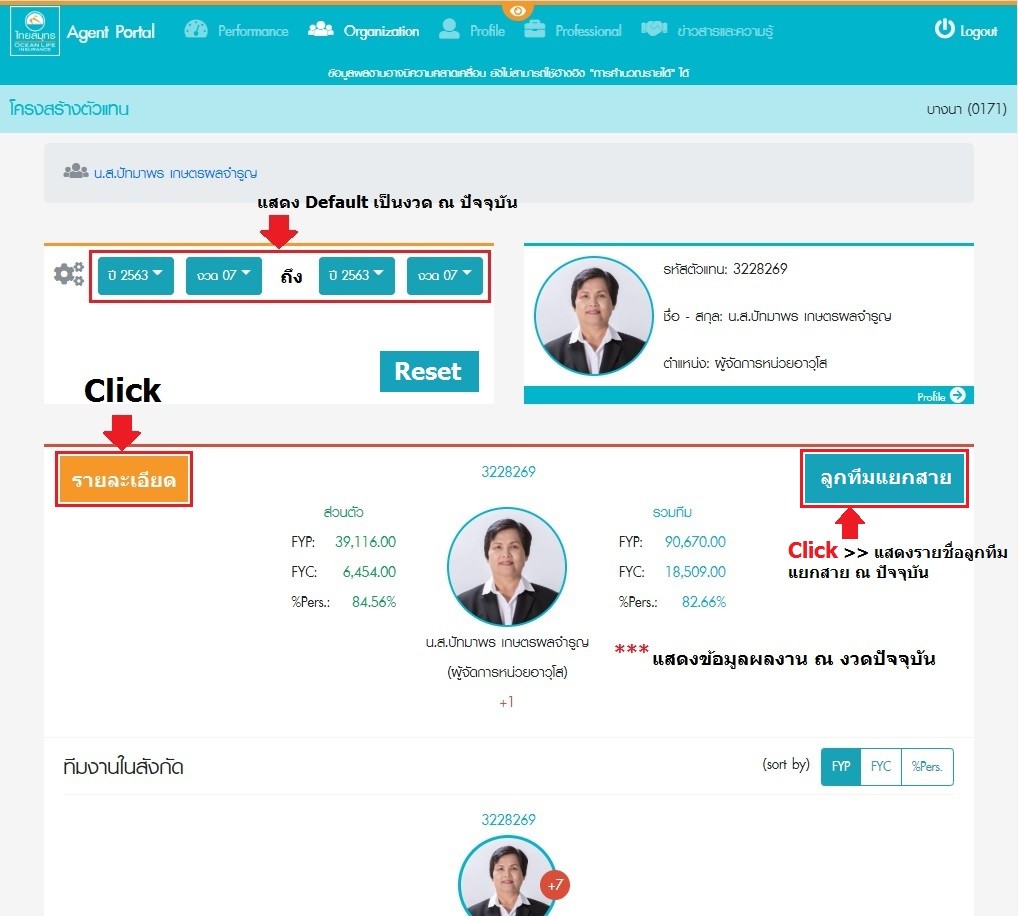 ไทยสมุทร
OCEAN LIFE
INSURANCE
Agent Portal
Performance
Organization
Profile
Professional
ข่าวสารและความรู้
Logout
ข้อมูลผลงานอาจมีความคลาดเคลื่อน ยังไม่สามารถใช้อ้างอิง "การคำนวณรายได้" ได้
โครงสร้างตัวแทน
บางนา (0171)
น.ส.ปัทมาพร เกษตรผลจำรูญ
แสดง Default เป็นงวด ณ ปัจจุบัน
ปี 2563 งวด 07 ถึง ปี 2563 งวด 07
Reset
รหัสตัวแทน: 3228269
ชื่อ - สกุล: น.ส.ปัทมาพร เกษตรผลจำรูญ
ตำแหน่ง: ผู้จัดการหน่วยอาวุโส
Profile
Click
รายละเอียด
3228269
ลูกทีมแยกสาย
Click >> แสดงรายชื่อลูกทีม
แยกสาย ณ ปัจจุบัน
ส่วนตัว
FYP: 39,116.00
FYC: 6,454.00
%Pers.: 84.56%
รวมทีม
FYP: 90,670.00
FYC: 18,509.00
%Pers.: 82.66%
น.ส.ปัทมาพร เกษตรผลจำรูญ
(ผู้จัดการหน่วยอาวุโส)
+1
***แสดงข้อมูลผลงาน ณ งวดปัจจุบัน
ทีมงานในสังกัด
(sort by) FYP FYC %Pers.
3228269
+7